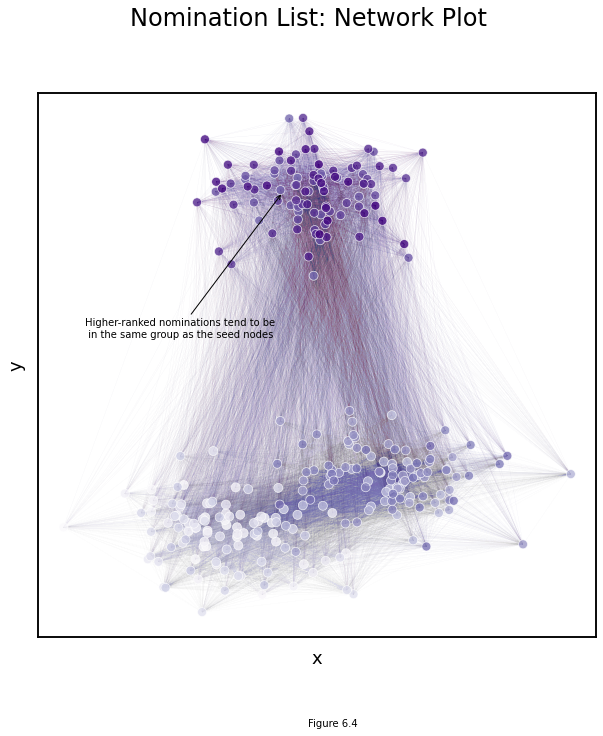 Nomination List: Network Plot
Higher-ranked nominations tend to be
in the same group as the seed nodes
y
x
Figure 6.4